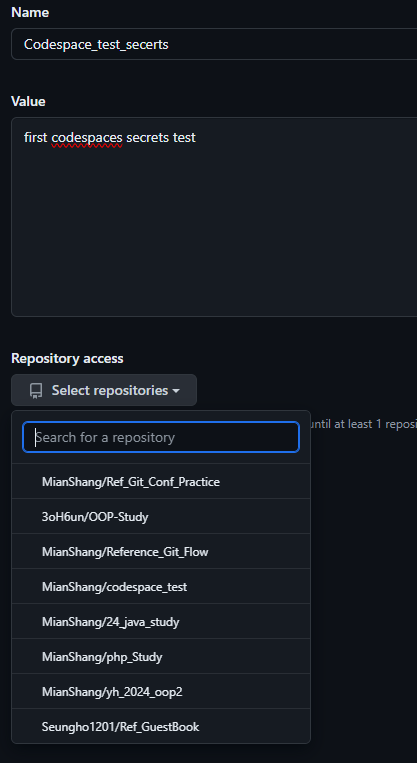 Name
Codespace_test_secerts
Value
first codespaces secrets test
Repository access
Select repositories
until at least 1 reposi
Search for a repository
MianShang/Ref_Git_Conf_Practice
3oH6un/OOP-Study
MianShang/Reference_Git_Flow
MianShang/codespace_test
MianShang/24_java_study
MianShang/php_Study
MianShang/yh_2024_oop2
Seungho1201/Ref_GuestBook